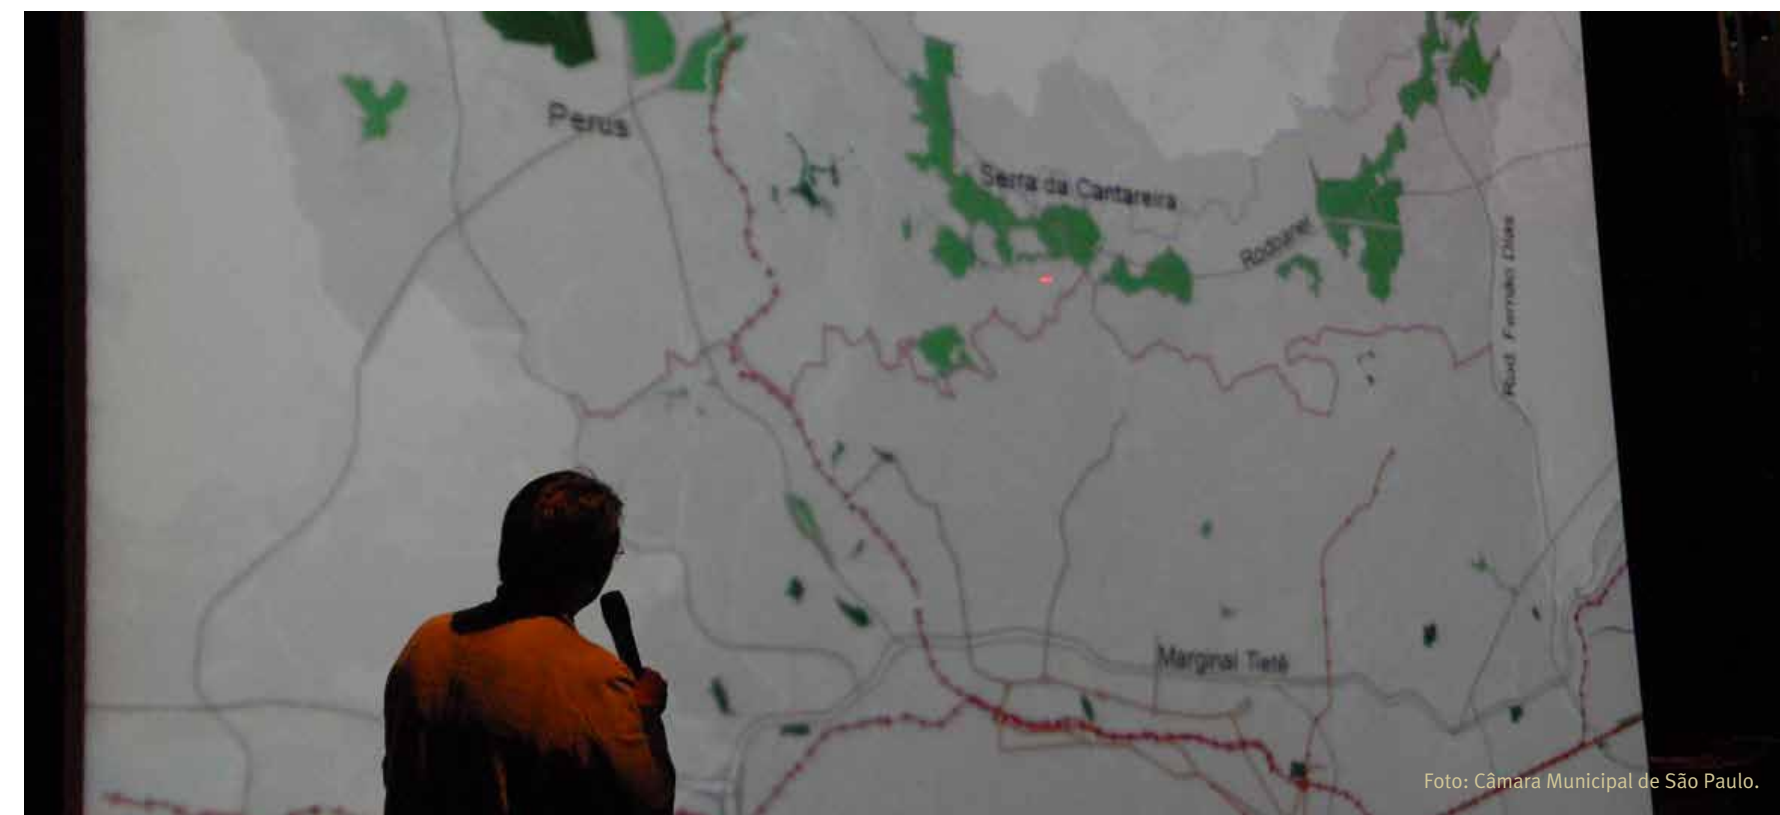 Perus
Serra da Cantareira
Rodoanel
Rod. Fernão Dias
Marginal Tietê
Foto: Câmara Municipal de São Paulo.